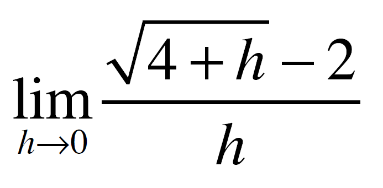 lim h→0 √(4 + h) − 2 / h